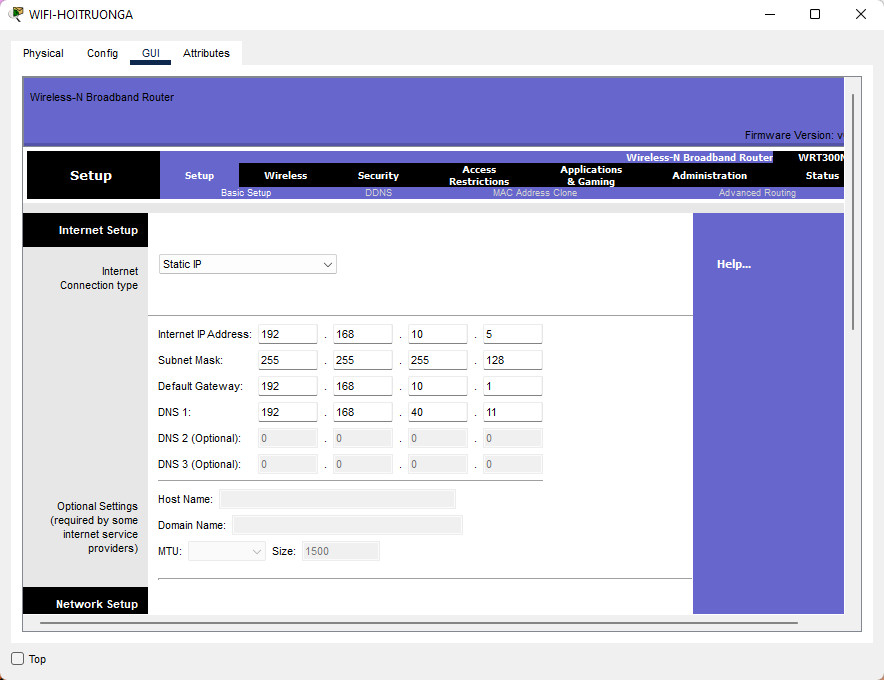 WIFI-HOITRUONGA
Physical Config GUI Attributes
Wireless-N Broadband Router
Firmware Version: v
Wireless-N Broadband Router WRT300N
Setup
Setup Wireless Security Access Restrictions Applications & Gaming Administration Status
Basic Setup DDNS MAC Address Clone Advanced Routing
Internet Setup
Internet
Connection type
Static IP
Help...
Internet IP Address: 192 . 168 . 10 . 5
Subnet Mask: 255 . 255 . 255 . 128
Default Gateway: 192 . 168 . 10 . 1
DNS 1: 192 . 168 . 40 . 11
DNS 2 (Optional): 0 . 0 . 0 . 0
DNS 3 (Optional): 0 . 0 . 0 . 0
Optional Settings
(required by some
internet service
providers)
Host Name:
Domain Name:
MTU: Size: 1500
Network Setup
Top